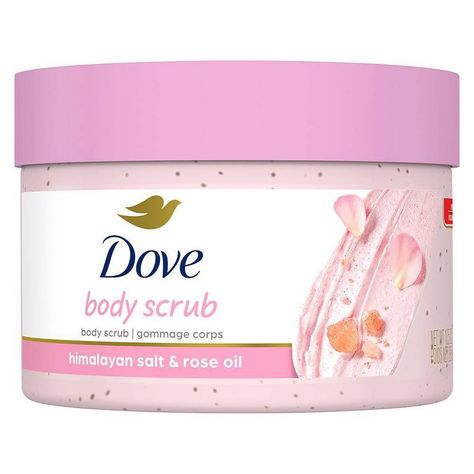 Dove
body scrub
body scrub | gommage corps
himalayan salt & rose oil